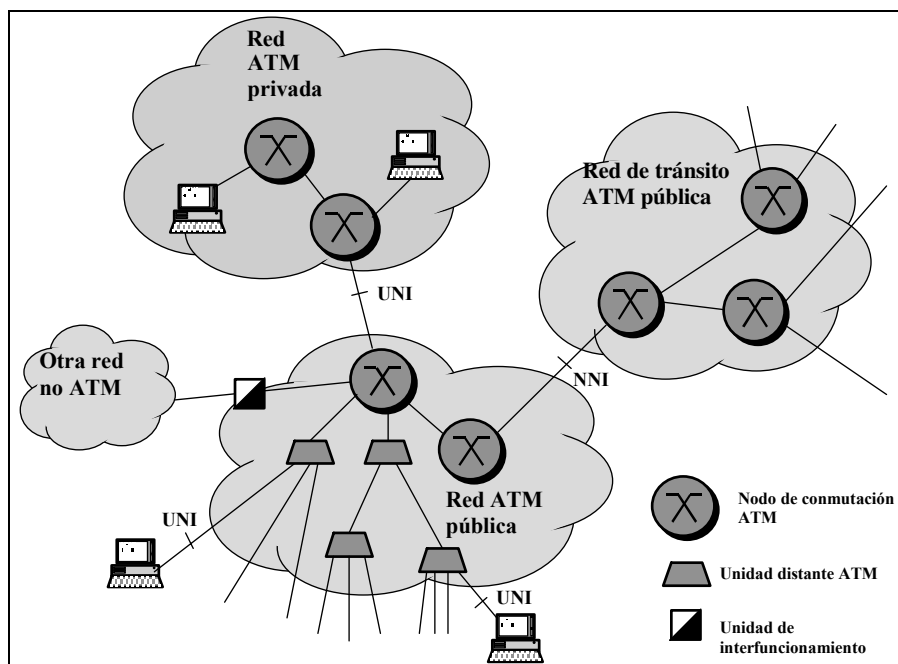 Red
ATM
privada
Red de tránsito
ATM pública
UNI
Otra red
no ATM
NNI
Red ATM
pública
UNI
UNI
Nodo de conmutación
ATM
Unidad distante ATM
Unidad de
interfuncionamiento